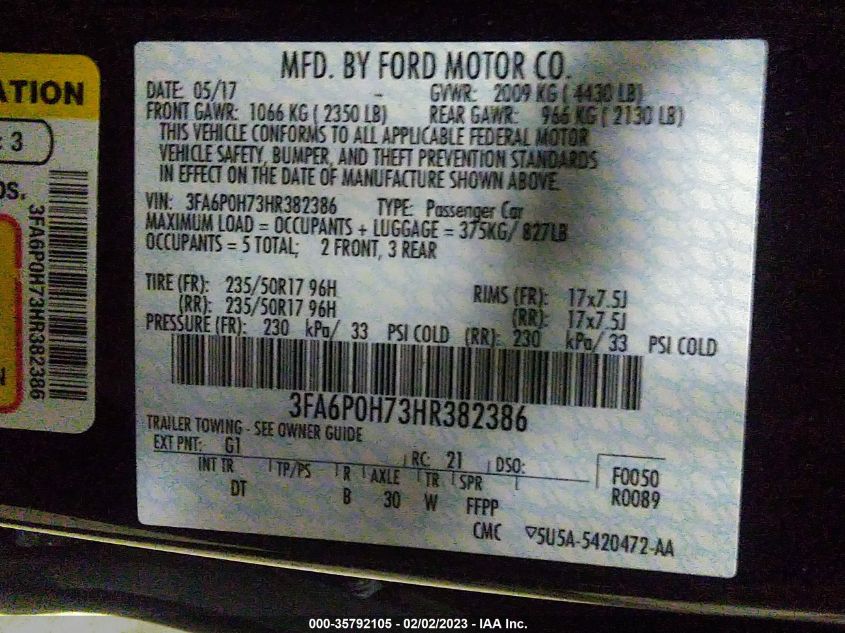 ATION
: 3
OS.
3FA6P0H73HR382386
N
MFD. BY FORD MOTOR CO.
DATE: 05/17 - GVWR: 2009 KG ( 4430 LB)
FRONT GAWR: 1066 KG ( 2350 LB) REAR GAWR: 966 KG ( 2130 LB)
THIS VEHICLE CONFORMS TO ALL APPLICABLE FEDERAL MOTOR
VEHICLE SAFETY, BUMPER, AND THEFT PREVENTION STANDARDS
IN EFFECT ON THE DATE OF MANUFACTURE SHOWN ABOVE.
VIN: 3FA6P0H73HR382386 TYPE: Passenger Car
MAXIMUM LOAD = OCCUPANTS + LUGGAGE = 375KG/ 827LB
OCCUPANTS = 5 TOTAL; 2 FRONT, 3 REAR
TIRE (FR): 235/50R17 96H RIMS (FR): 17x7.5J
(RR): 235/50R17 96H (RR): 17x7.5J
PRESSURE (FR): 230 kPa/ 33 PSI COLD (RR): 230 kPa/ 33 PSI COLD
3FA6P0H73HR382386
TRAILER TOWING - SEE OWNER GUIDE
EXT PNT: G1 RC: 21 DSO: F0050
INT TR TP/PS R AXLE TR SPR R0089
DT B 30 W FFPP
CMC ▽5U5A-5420472-AA
000-35792105 - 02/02/2023 - IAA Inc.